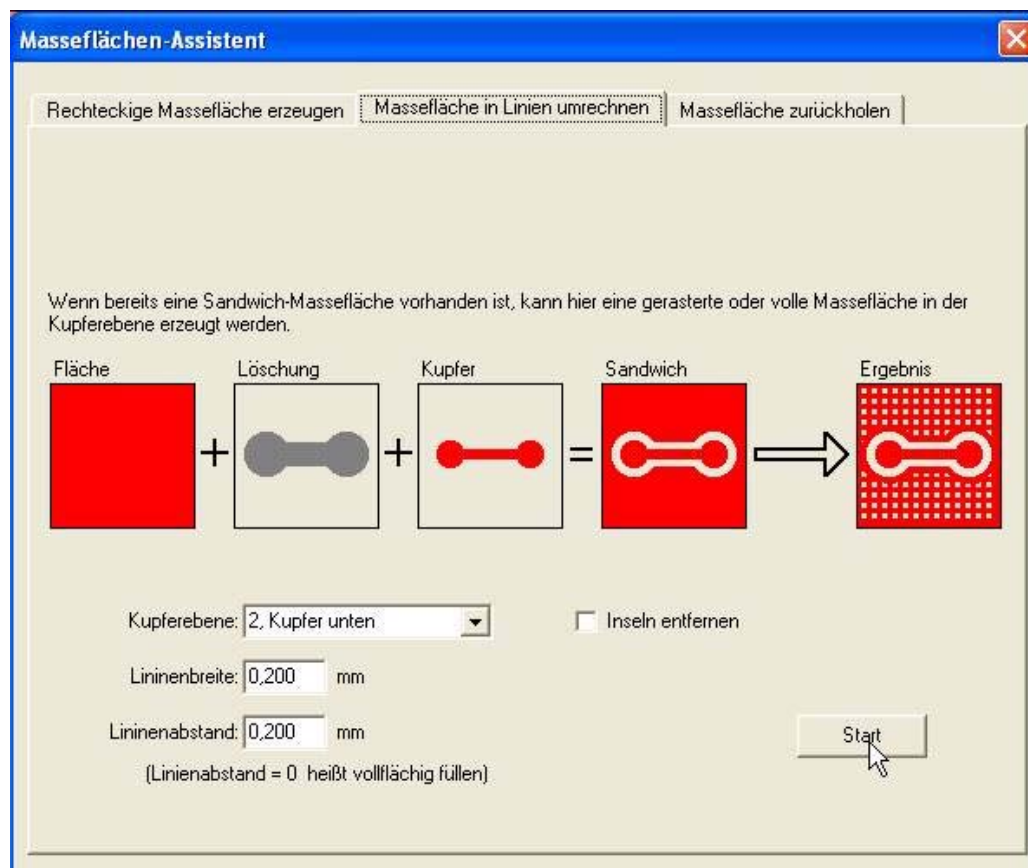 Masseflächen-Assistent
Rechteckige Massefläche erzeugen
Massefläche in Linien umrechnen
Massefläche zurückholen
Wenn bereits eine Sandwich-Massefläche vorhanden ist, kann hier eine gerasterte oder volle Massefläche in der
Kupferebene erzeugt werden.
Fläche
Löschung
Kupfer
Sandwich
Ergebnis
+ + =
Kupferebene: 2, Kupfer unten
Inseln entfernen
Lininenbreite: 0,200 mm
Lininenabstand: 0,200 mm
Start
(Linienabstand = 0 heißt vollflächig füllen)